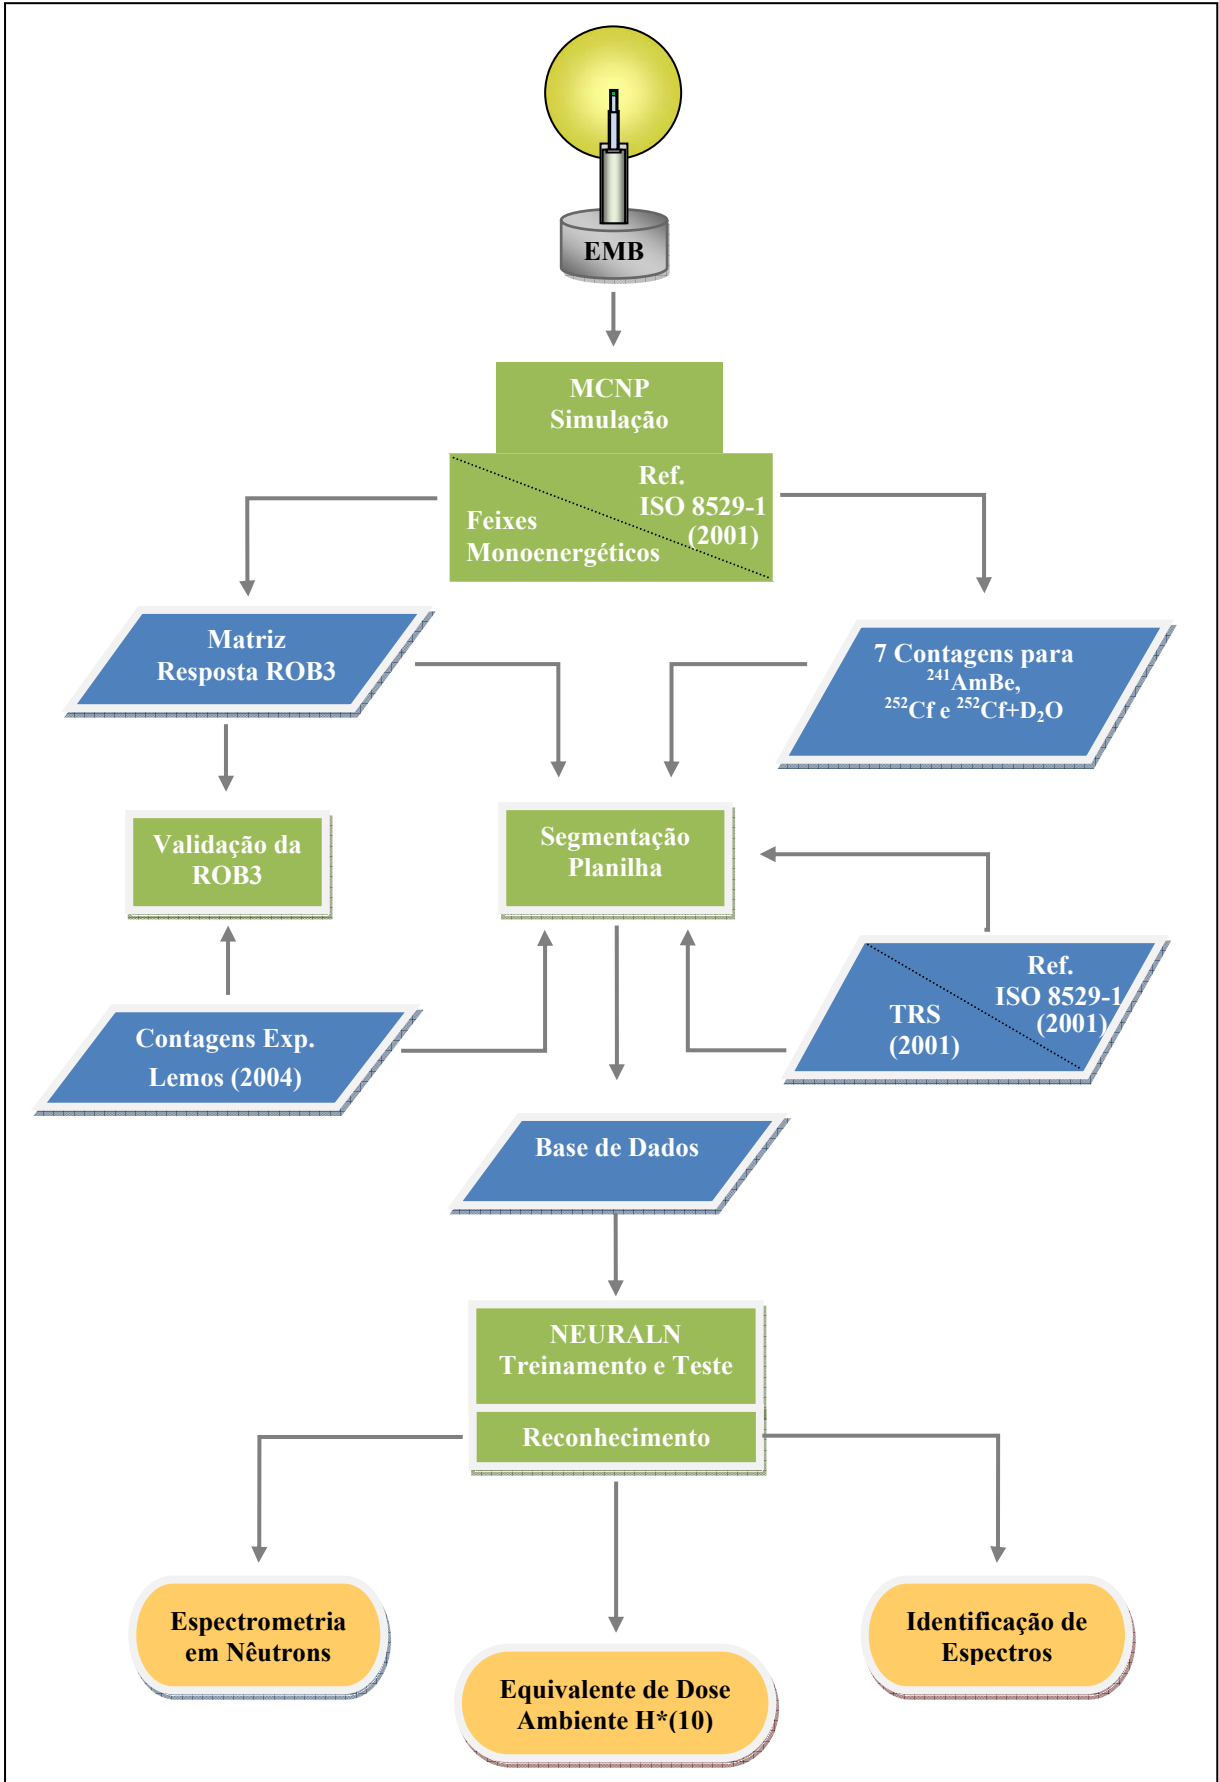 EMB
MCNP
Simulação
Ref.
ISO 8529-1
(2001)
Feixes
Monoenergéticos
Matriz
Resposta ROB3
7 Contagens para
²⁴¹AmBe,
²⁵²Cf e ²⁵²Cf+D₂O
Validação da
ROB3
Segmentação
Planilha
Contagens Exp.
Lemos (2004)
Ref.
ISO 8529-1
(2001)
TRS
(2001)
Base de Dados
NEURALN
Treinamento e Teste
Reconhecimento
Espectrometria
em Nêutrons
Equivalente de Dose
Ambiente H*(10)
Identificação de
Espectros